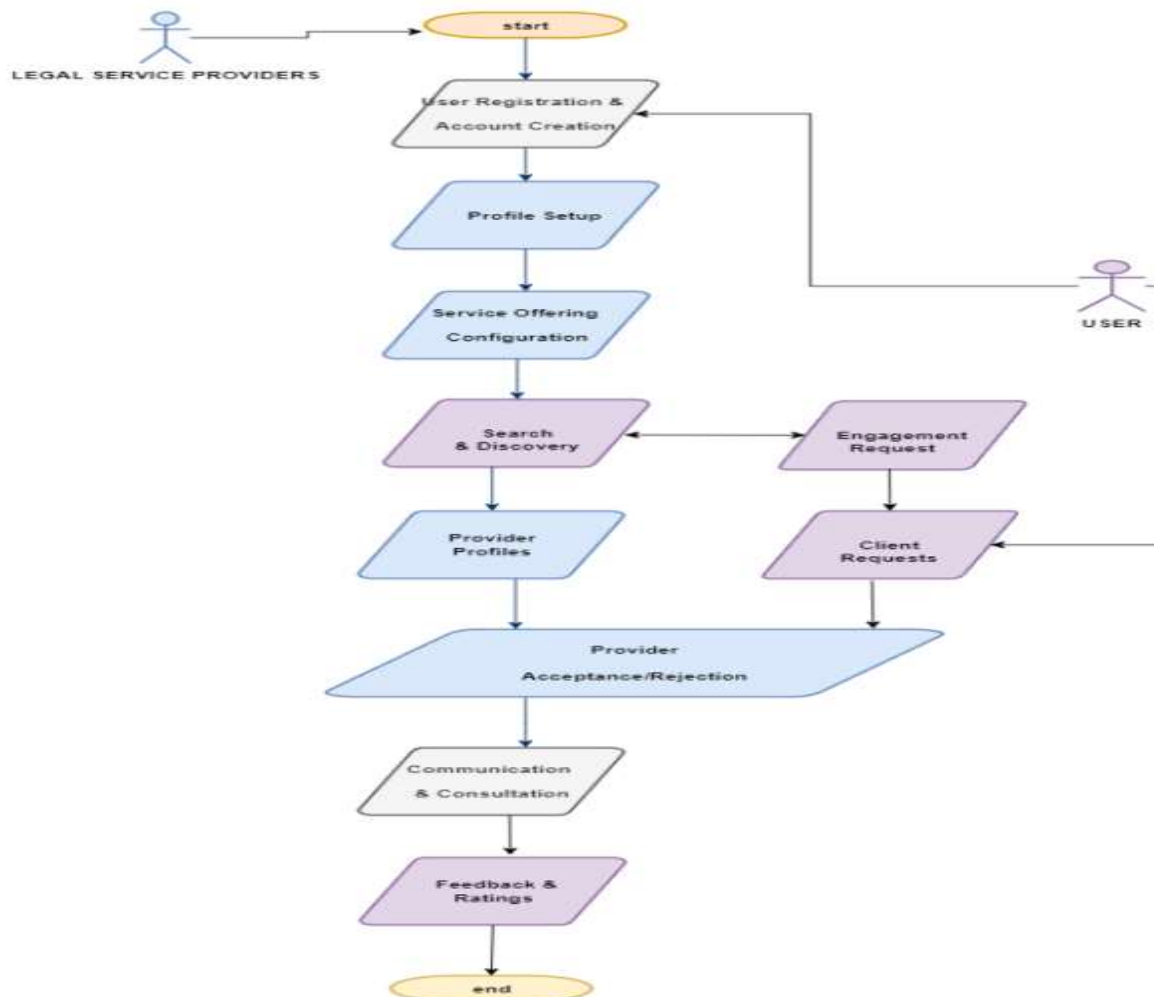 start
LEGAL SERVICE PROVIDERS
User Registration &
Account Creation
Profile Setup
Service Offering
Configuration
USER
Search
& Discovery
Engagement
Request
Provider
Profiles
Client
Requests
Provider
Acceptance/Rejection
Communication
& Consultation
Feedback &
Ratings
end